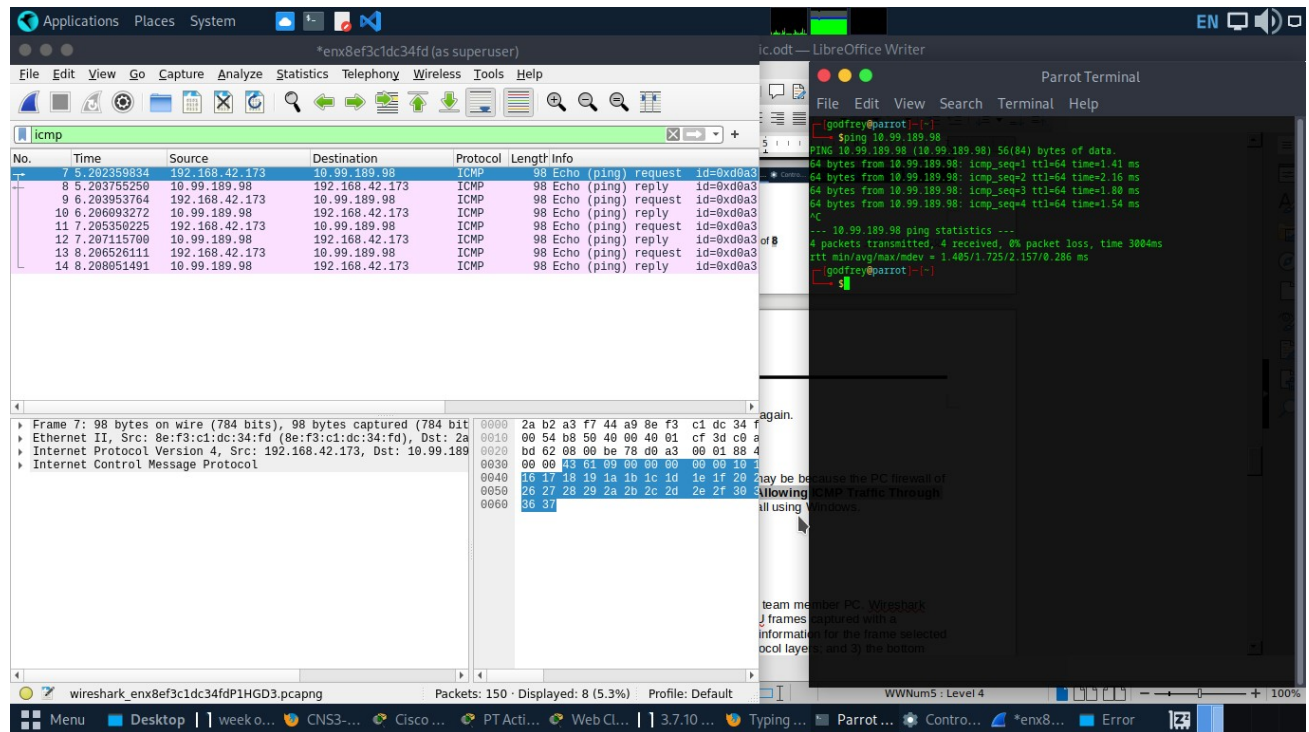 Applications Places System
EN
*enx8ef3c1dc34fd (as superuser)
File Edit View Go Capture Analyze Statistics Telephony Wireless Tools Help
icmp
No. Time Source Destination Protocol Length Info
7 5.202359834 192.168.42.173 10.99.189.98 ICMP 98 Echo (ping) request id=0xd0a3
8 5.203755250 10.99.189.98 192.168.42.173 ICMP 98 Echo (ping) reply id=0xd0a3
9 6.203953764 192.168.42.173 10.99.189.98 ICMP 98 Echo (ping) request id=0xd0a3
10 6.206093272 10.99.189.98 192.168.42.173 ICMP 98 Echo (ping) reply id=0xd0a3
11 7.205350225 192.168.42.173 10.99.189.98 ICMP 98 Echo (ping) request id=0xd0a3
12 7.207115700 10.99.189.98 192.168.42.173 ICMP 98 Echo (ping) reply id=0xd0a3
13 8.206526111 192.168.42.173 10.99.189.98 ICMP 98 Echo (ping) request id=0xd0a3
14 8.208051491 10.99.189.98 192.168.42.173 ICMP 98 Echo (ping) reply id=0xd0a3
Frame 7: 98 bytes on wire (784 bits), 98 bytes captured (784 bit
Ethernet II, Src: 8e:f3:c1:dc:34:fd (8e:f3:c1:dc:34:fd), Dst: 2a
Internet Protocol Version 4, Src: 192.168.42.173, Dst: 10.99.189
Internet Control Message Protocol
0000 2a b2 a3 f7 44 a9 8e f3 c1 dc 34 f
0010 00 54 b8 50 40 00 40 01 cf 3d c0 a
0020 bd 62 08 00 be 78 d0 a3 00 01 88 4
0030 00 00 43 61 09 00 00 00 00 00 10 1
0040 16 17 18 19 1a 1b 1c 1d 1e 1f 20 2
0050 26 27 28 29 2a 2b 2c 2d 2e 2f 30 3
0060 36 37
wireshark_enx8ef3c1dc34fdP1HGD3.pcapng Packets: 150 · Displayed: 8 (5.3%) Profile: Default
ic.odt — LibreOffice Writer
5
Contro...
of 8
again.
may be because the PC firewall of
Allowing ICMP Traffic Through
all using Windows.
team member PC. Wireshark
U frames captured with a
information for the frame selected
ocol layers; and 3) the bottom
WWNum5 : Level 4
100%
Parrot Terminal
File Edit View Search Terminal Help
[godfrey@parrot]─[~]
$ping 10.99.189.98
PING 10.99.189.98 (10.99.189.98) 56(84) bytes of data.
64 bytes from 10.99.189.98: icmp_seq=1 ttl=64 time=1.41 ms
64 bytes from 10.99.189.98: icmp_seq=2 ttl=64 time=2.16 ms
64 bytes from 10.99.189.98: icmp_seq=3 ttl=64 time=1.80 ms
64 bytes from 10.99.189.98: icmp_seq=4 ttl=64 time=1.54 ms
^C
--- 10.99.189.98 ping statistics ---
4 packets transmitted, 4 received, 0% packet loss, time 3004ms
rtt min/avg/max/mdev = 1.405/1.725/2.157/0.286 ms
[godfrey@parrot]─[~]
$
Menu Desktop week o... CNS3-... Cisco ... PT Acti... Web Cl... 3.7.10 ... Typing ... Parrot ... Contro... *enx8... Error